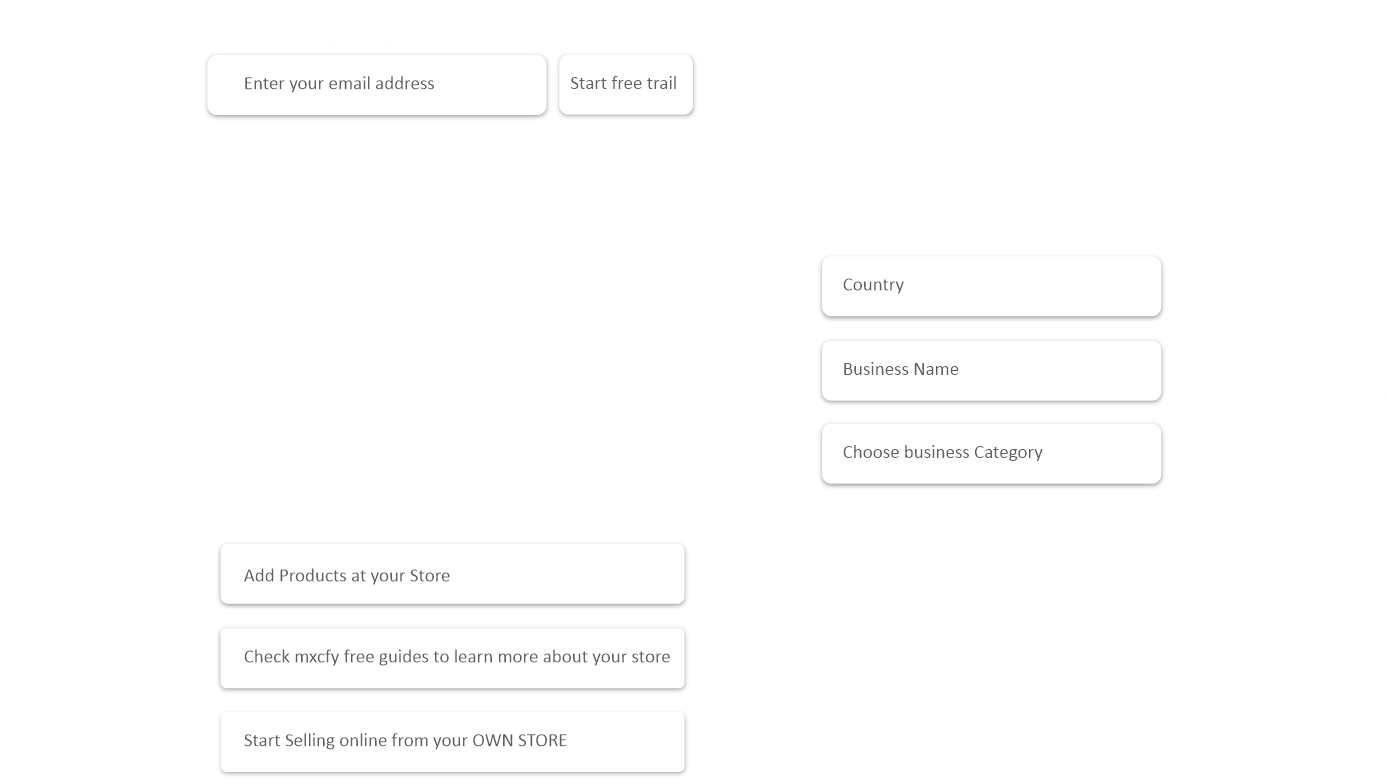 Enter your email address
Start free trail
Country
Business Name
Choose business Category
Add Products at your Store
Check mxcfy free guides to learn more about your store
Start Selling online from your OWN STORE